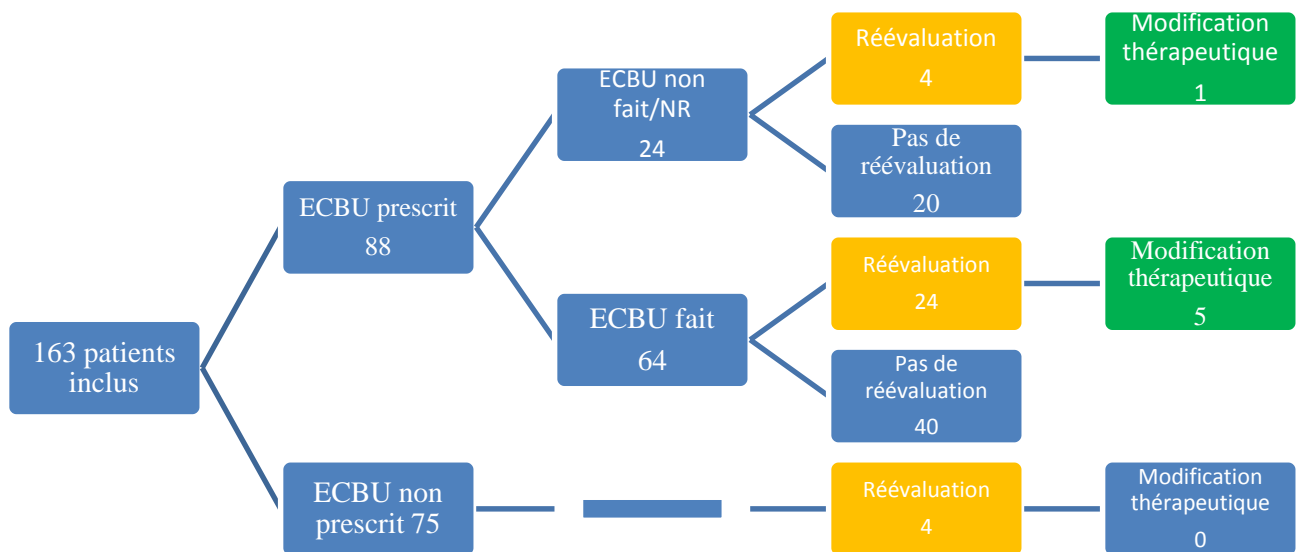 163 patients
inclus
ECBU prescrit
88
ECBU non
prescrit 75
ECBU non
fait/NR
24
ECBU fait
64
Réévaluation
4
Pas de
réévaluation
20
Réévaluation
24
Pas de
réévaluation
40
Réévaluation
4
Modification
thérapeutique
1
Modification
thérapeutique
5
Modification
thérapeutique
0